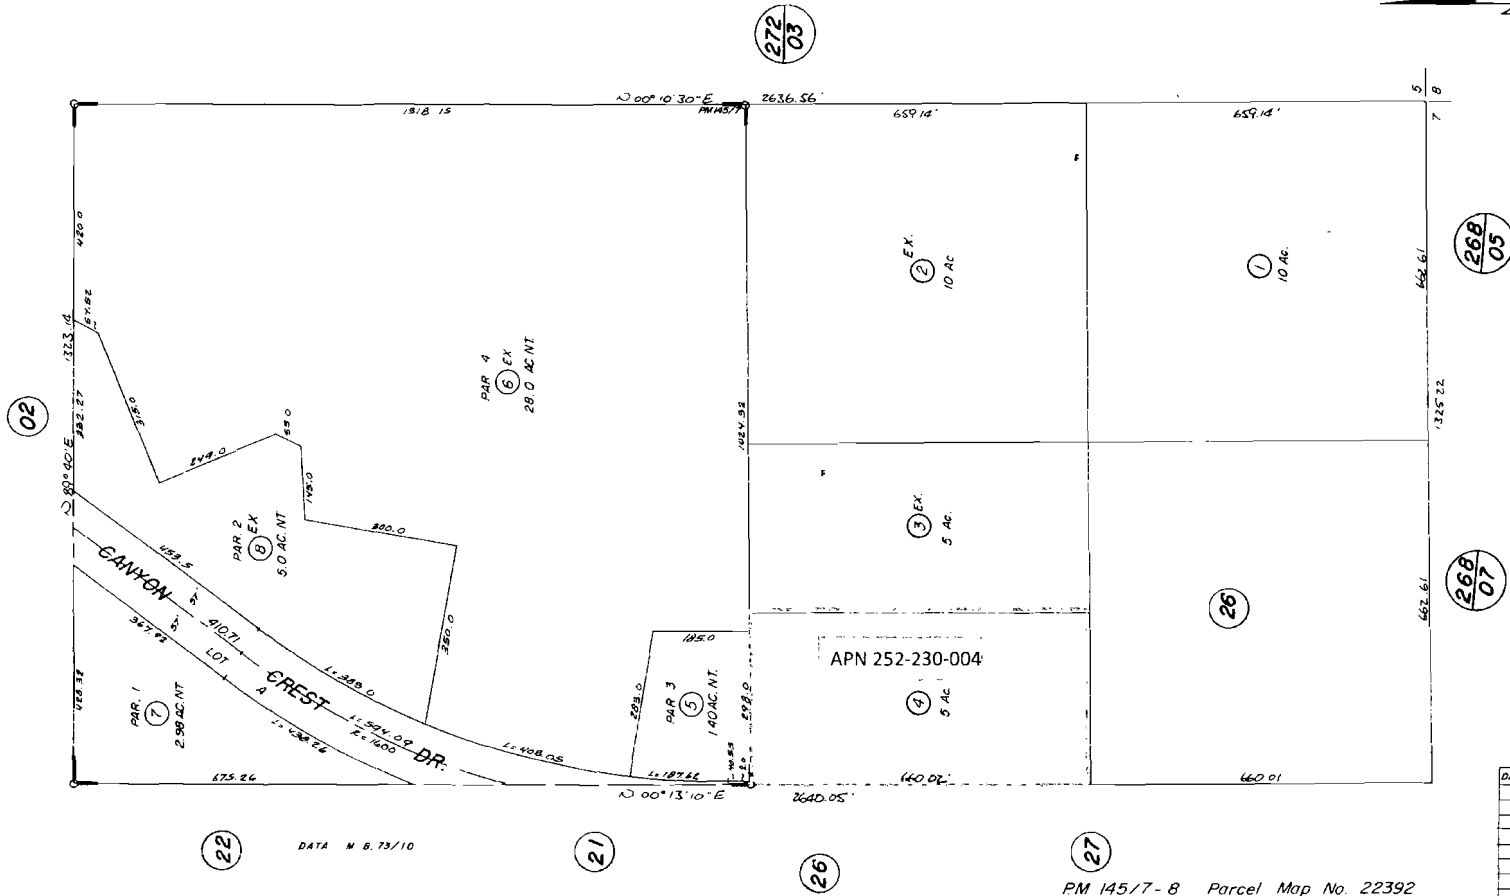 272
03
N 00° 10' 30" E
2636.56'
PM 145/7
1318.15
659.14'
659.14'
5
8
7
420.0
1323.14
67.82
382.27
N 89° 40' E
315.0
249.0
55.0
145.0
300.0
350.0
02
PAR. 4
6 EX
28.0 AC. NT.
PAR. 2
8 EX
5.0 AC. NT
CANYON
CREST
DR.
459.5
410.71
367.92
LOT
A
L= 388.0
L= 594.09
R= 1600
L= 438.26
L= 408.05
L= 187.62
428.32
PAR. 1
7
2.98 AC. NT
675.26
N 00° 13' 10" E
2640.05'
1024.92
185.0
283.0
PAR 3
5
1.40 AC. NT.
298.0
EX.
2
10 AC
1
10 AC.
662.61
1325.22
662.61
268
05
268
07
3 EX.
5 AC.
26
APN 252-230-004
4
5 AC.
660.02'
660.01
22
DATA M B. 73/10
21
26
27
PM 145/7-8 Parcel Map No. 22392